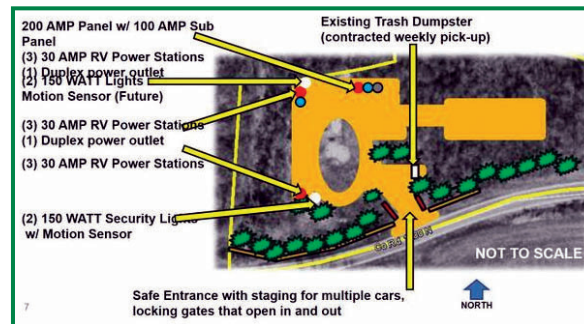 200 AMP Panel w/ 100 AMP Sub
Panel
(3) 30 AMP RV Power Stations
(1) Duplex power outlet
(2) 150 WATT Lights
Motion Sensor (Future)
(3) 30 AMP RV Power Stations
(1) Duplex power outlet
(3) 30 AMP RV Power Stations
(2) 150 WATT Security Lights
w/ Motion Sensor
Existing Trash Dumpster
(contracted weekly pick-up)
Co Rd
N
NOT TO SCALE
Safe Entrance with staging for multiple cars,
locking gates that open in and out
NORTH
7